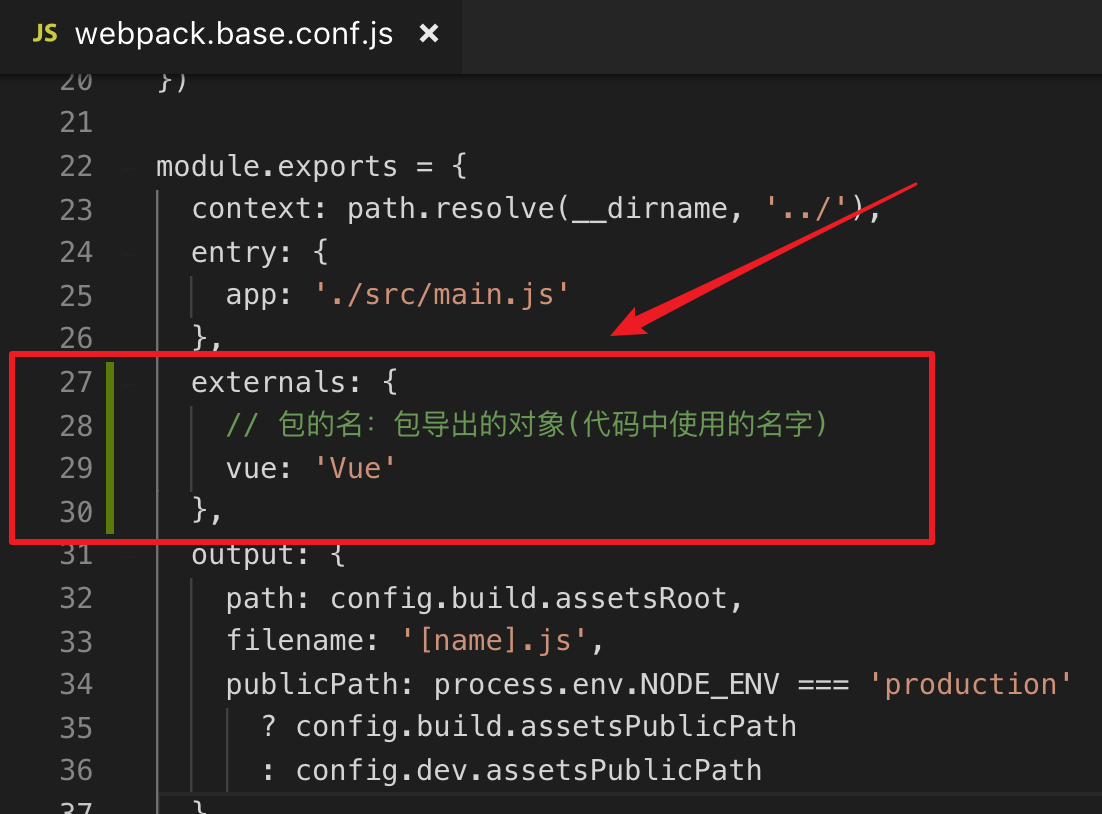 JS webpack.base.conf.js ×
20 })
21
22 module.exports = {
23 context: path.resolve(__dirname, '../'),
24 entry: {
25 app: './src/main.js'
26 },
27 externals: {
28 // 包的名: 包导出的对象(代码中使用的名字)
29 vue: 'Vue'
30 },
31 output: {
32 path: config.build.assetsRoot,
33 filename: '[name].js',
34 publicPath: process.env.NODE_ENV === 'production'
35 ? config.build.assetsPublicPath
36 : config.dev.assetsPublicPath
37 }